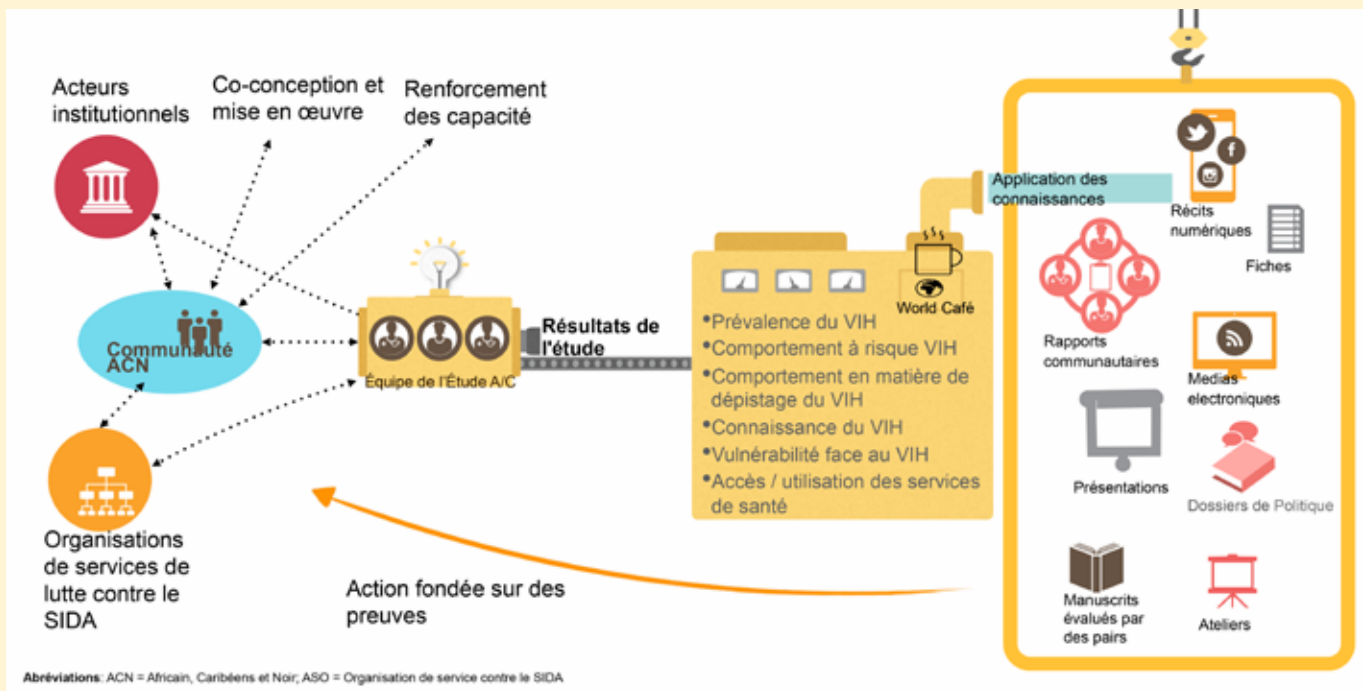 Acteurs
institutionnels
Co-conception et
mise en œuvre
Renforcement
des capacité
Communauté
ACN
Équipe de l'Étude A/C
Organisations
de services de
lutte contre le
SIDA
Résultats de
l'étude
Action fondée sur des
preuves
World Café
•Prévalence du VIH
•Comportement à risque VIH
•Comportement en matière de
dépistage du VIH
•Connaissance du VIH
•Vulnérabilité face au VIH
•Accès / utilisation des services
de santé
Application des
connaissances
Récits
numériques
Fiches
Rapports
communautaires
Medias
electroniques
Présentations
Dossiers de Politique
Manuscrits
évalués par
des pairs
Ateliers
Abréviations: ACN = Africain, Caribéens et Noir; ASO = Organisation de service contre le SIDA